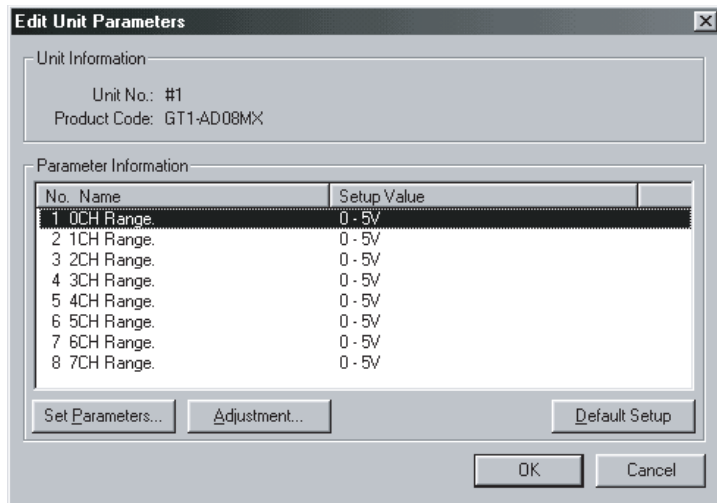 Edit Unit Parameters
Unit Information
Unit No.: #1
Product Code: GT1-AD08MX
Parameter Information
No. Name Setup Value
1 0CH Range. 0 - 5V
2 1CH Range. 0 - 5V
3 2CH Range. 0 - 5V
4 3CH Range. 0 - 5V
5 4CH Range. 0 - 5V
6 5CH Range. 0 - 5V
7 6CH Range. 0 - 5V
8 7CH Range. 0 - 5V
Set Parameters... Adjustment... Default Setup
OK Cancel